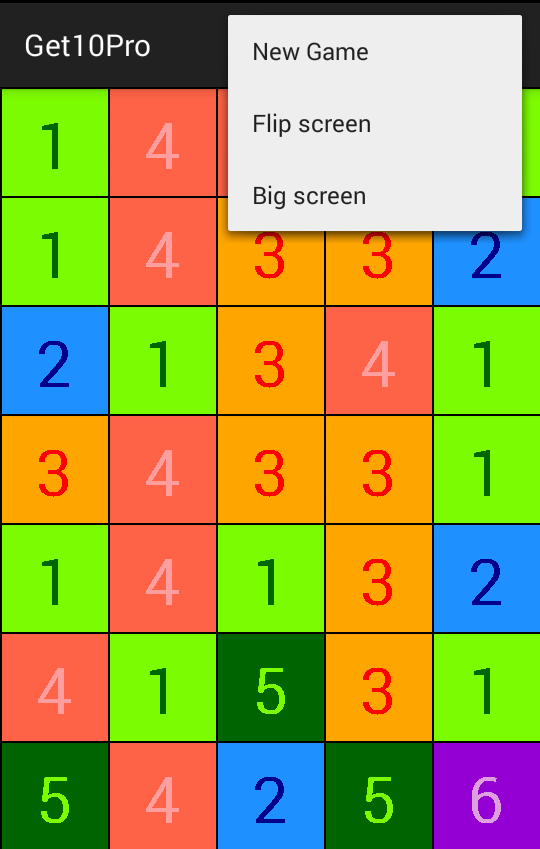 Get10Pro
New Game
Flip screen
Big screen
1 4
1 4 3 3 2
2 1 3 4 1
3 4 3 3 1
1 4 1 3 2
4 1 5 3 1
5 4 2 5 6